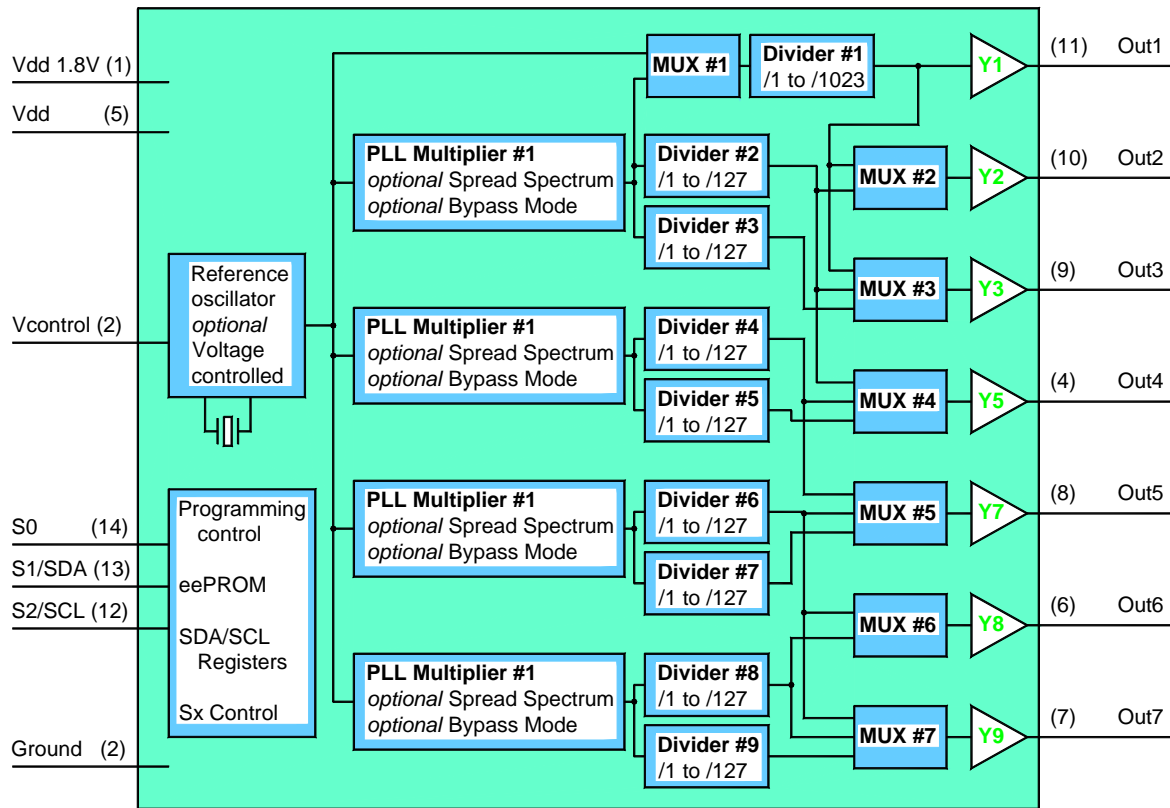 Vdd 1.8V (1)
Vdd (5)
Vcontrol (2)
S0 (14)
S1/SDA (13)
S2/SCL (12)
Ground (2)
Reference
oscillator
optional
Voltage
controlled
Programming
control
eePROM
SDA/SCL
Registers
Sx Control
PLL Multiplier #1
optional Spread Spectrum
optional Bypass Mode
PLL Multiplier #1
optional Spread Spectrum
optional Bypass Mode
PLL Multiplier #1
optional Spread Spectrum
optional Bypass Mode
PLL Multiplier #1
optional Spread Spectrum
optional Bypass Mode
MUX #1
Divider #1
/1 to /1023
Divider #2
/1 to /127
Divider #3
/1 to /127
Divider #4
/1 to /127
Divider #5
/1 to /127
Divider #6
/1 to /127
Divider #7
/1 to /127
Divider #8
/1 to /127
Divider #9
/1 to /127
MUX #2
MUX #3
MUX #4
MUX #5
MUX #6
MUX #7
Y1
Y2
Y3
Y5
Y7
Y8
Y9
(11) Out1
(10) Out2
(9) Out3
(4) Out4
(8) Out5
(6) Out6
(7) Out7